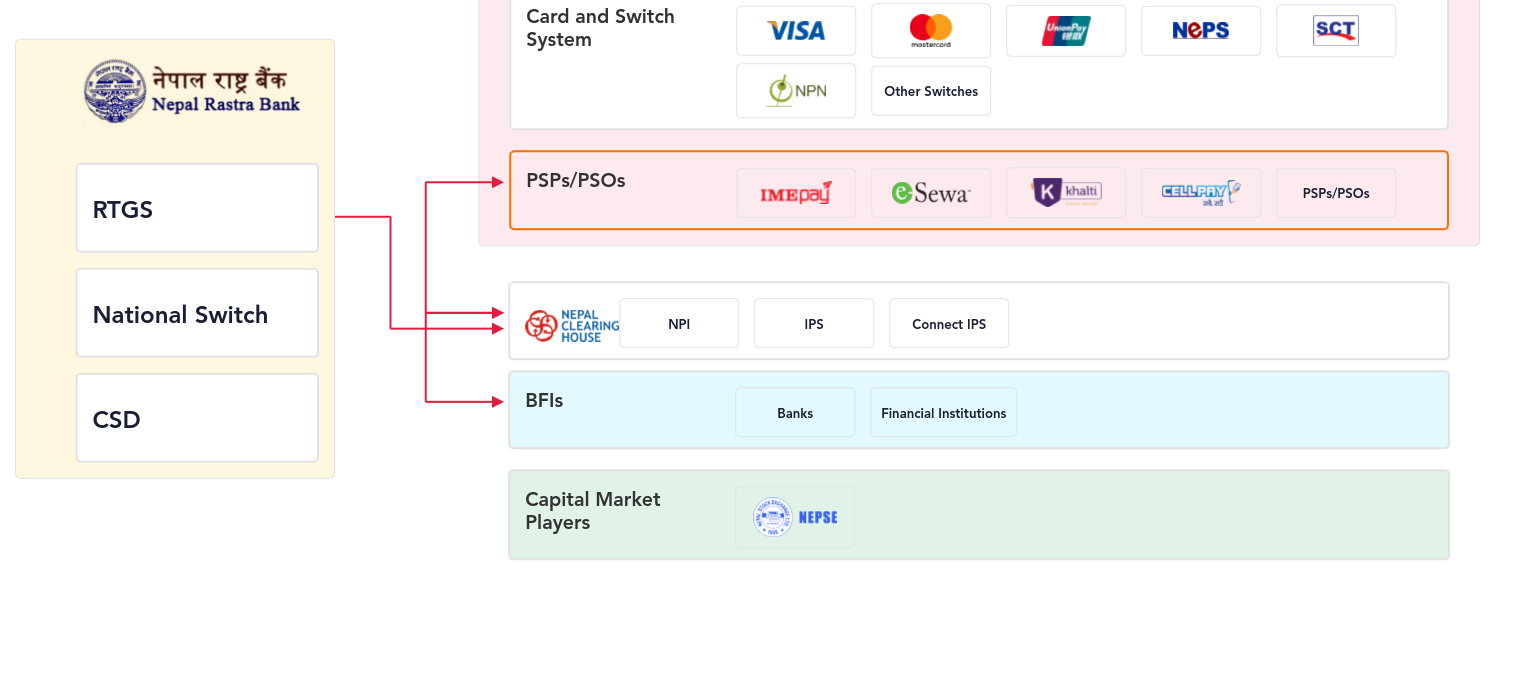 नेपाल राष्ट्र बैंक
Nepal Rastra Bank
RTGS
National Switch
CSD
Card and Switch
System
VISA
mastercard
UnionPay
银联
NePS
SCT
NPN
Other Switches
PSPs/PSOs
IMEpay
e-Sewa
K khalti
CELLPAY
PSPs/PSOs
NEPAL
CLEARING
HOUSE
NPI
IPS
Connect IPS
BFIs
Banks
Financial Institutions
Capital Market
Players
NEPSE